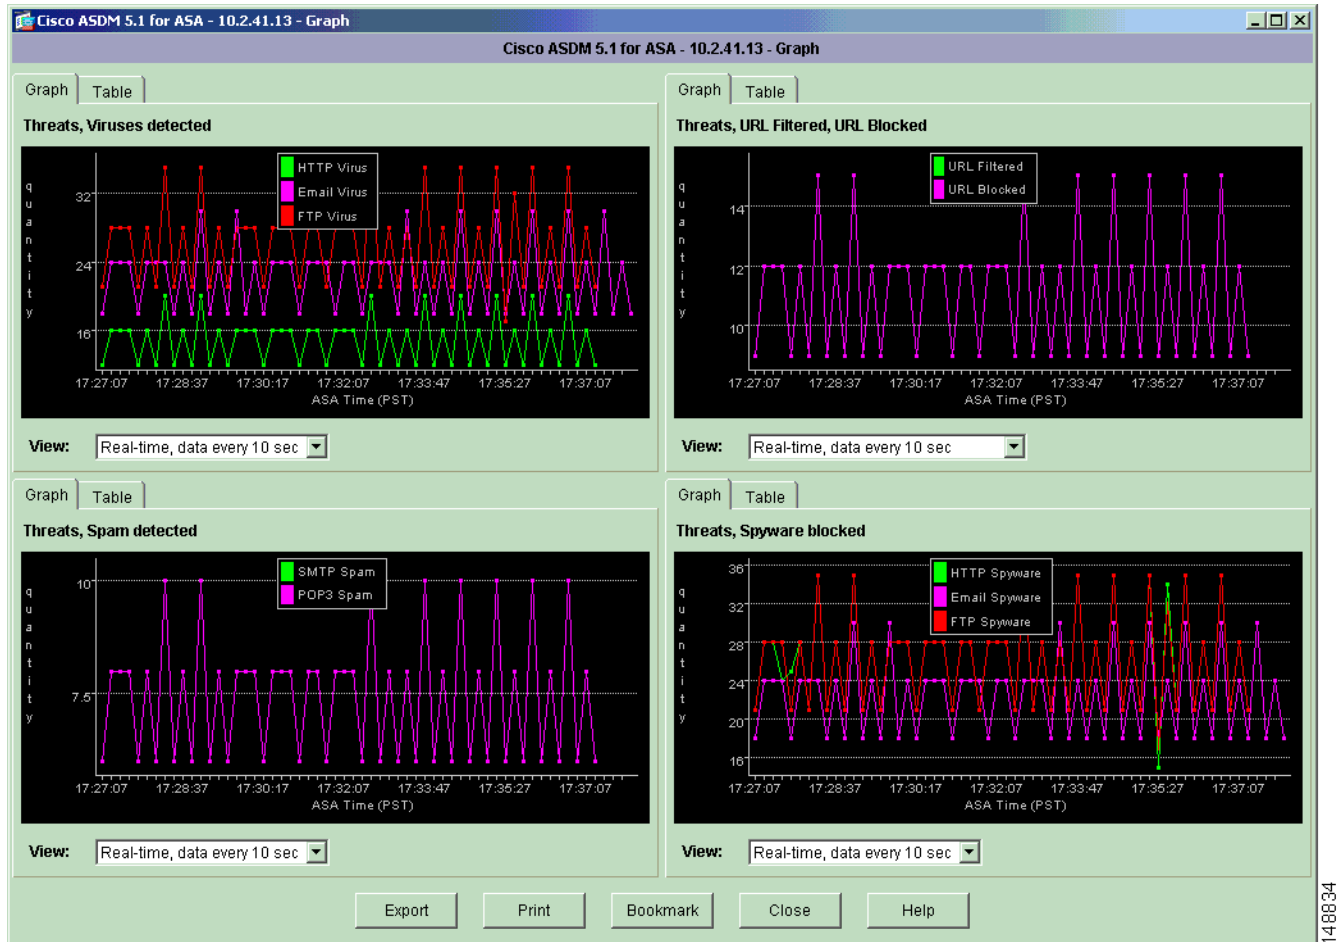 Cisco ASDM 5.1 for ASA - 10.2.41.13 - Graph
Cisco ASDM 5.1 for ASA - 10.2.41.13 - Graph
Graph Table
Threats, Viruses detected
quantity
32
24
16
HTTP Virus
Email Virus
FTP Virus
17:27:07 17:28:37 17:30:17 17:32:07 17:33:47 17:35:27 17:37:07
ASA Time (PST)
View: Real-time, data every 10 sec
Graph Table
Threats, URL Filtered, URL Blocked
quantity
14
12
10
URL Filtered
URL Blocked
17:27:07 17:28:37 17:30:17 17:32:07 17:33:47 17:35:27 17:37:07
ASA Time (PST)
View: Real-time, data every 10 sec
Graph Table
Threats, Spam detected
quantity
10
7.5
SMTP Spam
POP3 Spam
17:27:07 17:28:37 17:30:17 17:32:07 17:33:47 17:35:27 17:37:07
ASA Time (PST)
View: Real-time, data every 10 sec
Graph Table
Threats, Spyware blocked
quantity
36
32
28
24
20
16
HTTP Spyware
Email Spyware
FTP Spyware
17:27:07 17:28:37 17:30:17 17:32:07 17:33:47 17:35:27 17:37:07
ASA Time (PST)
View: Real-time, data every 10 sec
Export Print Bookmark Close Help
148834